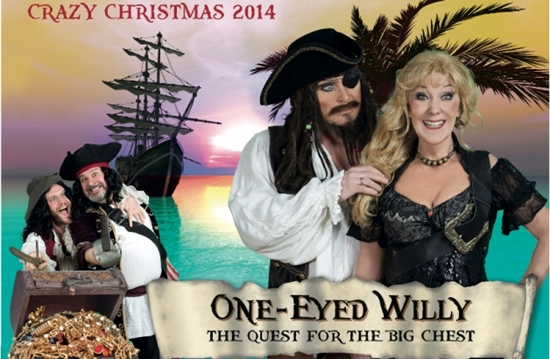 CRAZY CHRISTMAS 2014
ONE-EYED WILLY
THE QUEST FOR THE BIG CHEST